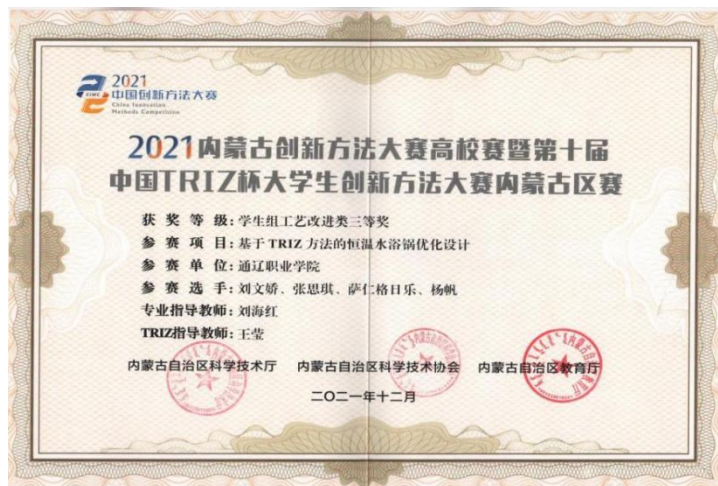 2021
中国创新方法大赛
China Innovation
Methods Competition
2021内蒙古创新方法大赛高校赛暨第十届
中国TRIZ杯大学生创新方法大赛内蒙古区赛
获奖等级：学生组工艺改进类三等奖
参赛项目：基于TRIZ方法的恒温水浴锅优化设计
参赛单位：通辽职业学院
参赛选手：刘文娇、张思琪、萨仁格日乐、杨帆
专业指导教师：刘海红
TRIZ指导教师：王莹
内蒙古自治区科学技术厅 内蒙古自治区科学技术协会 内蒙古自治区教育厅
二〇二一年十二月